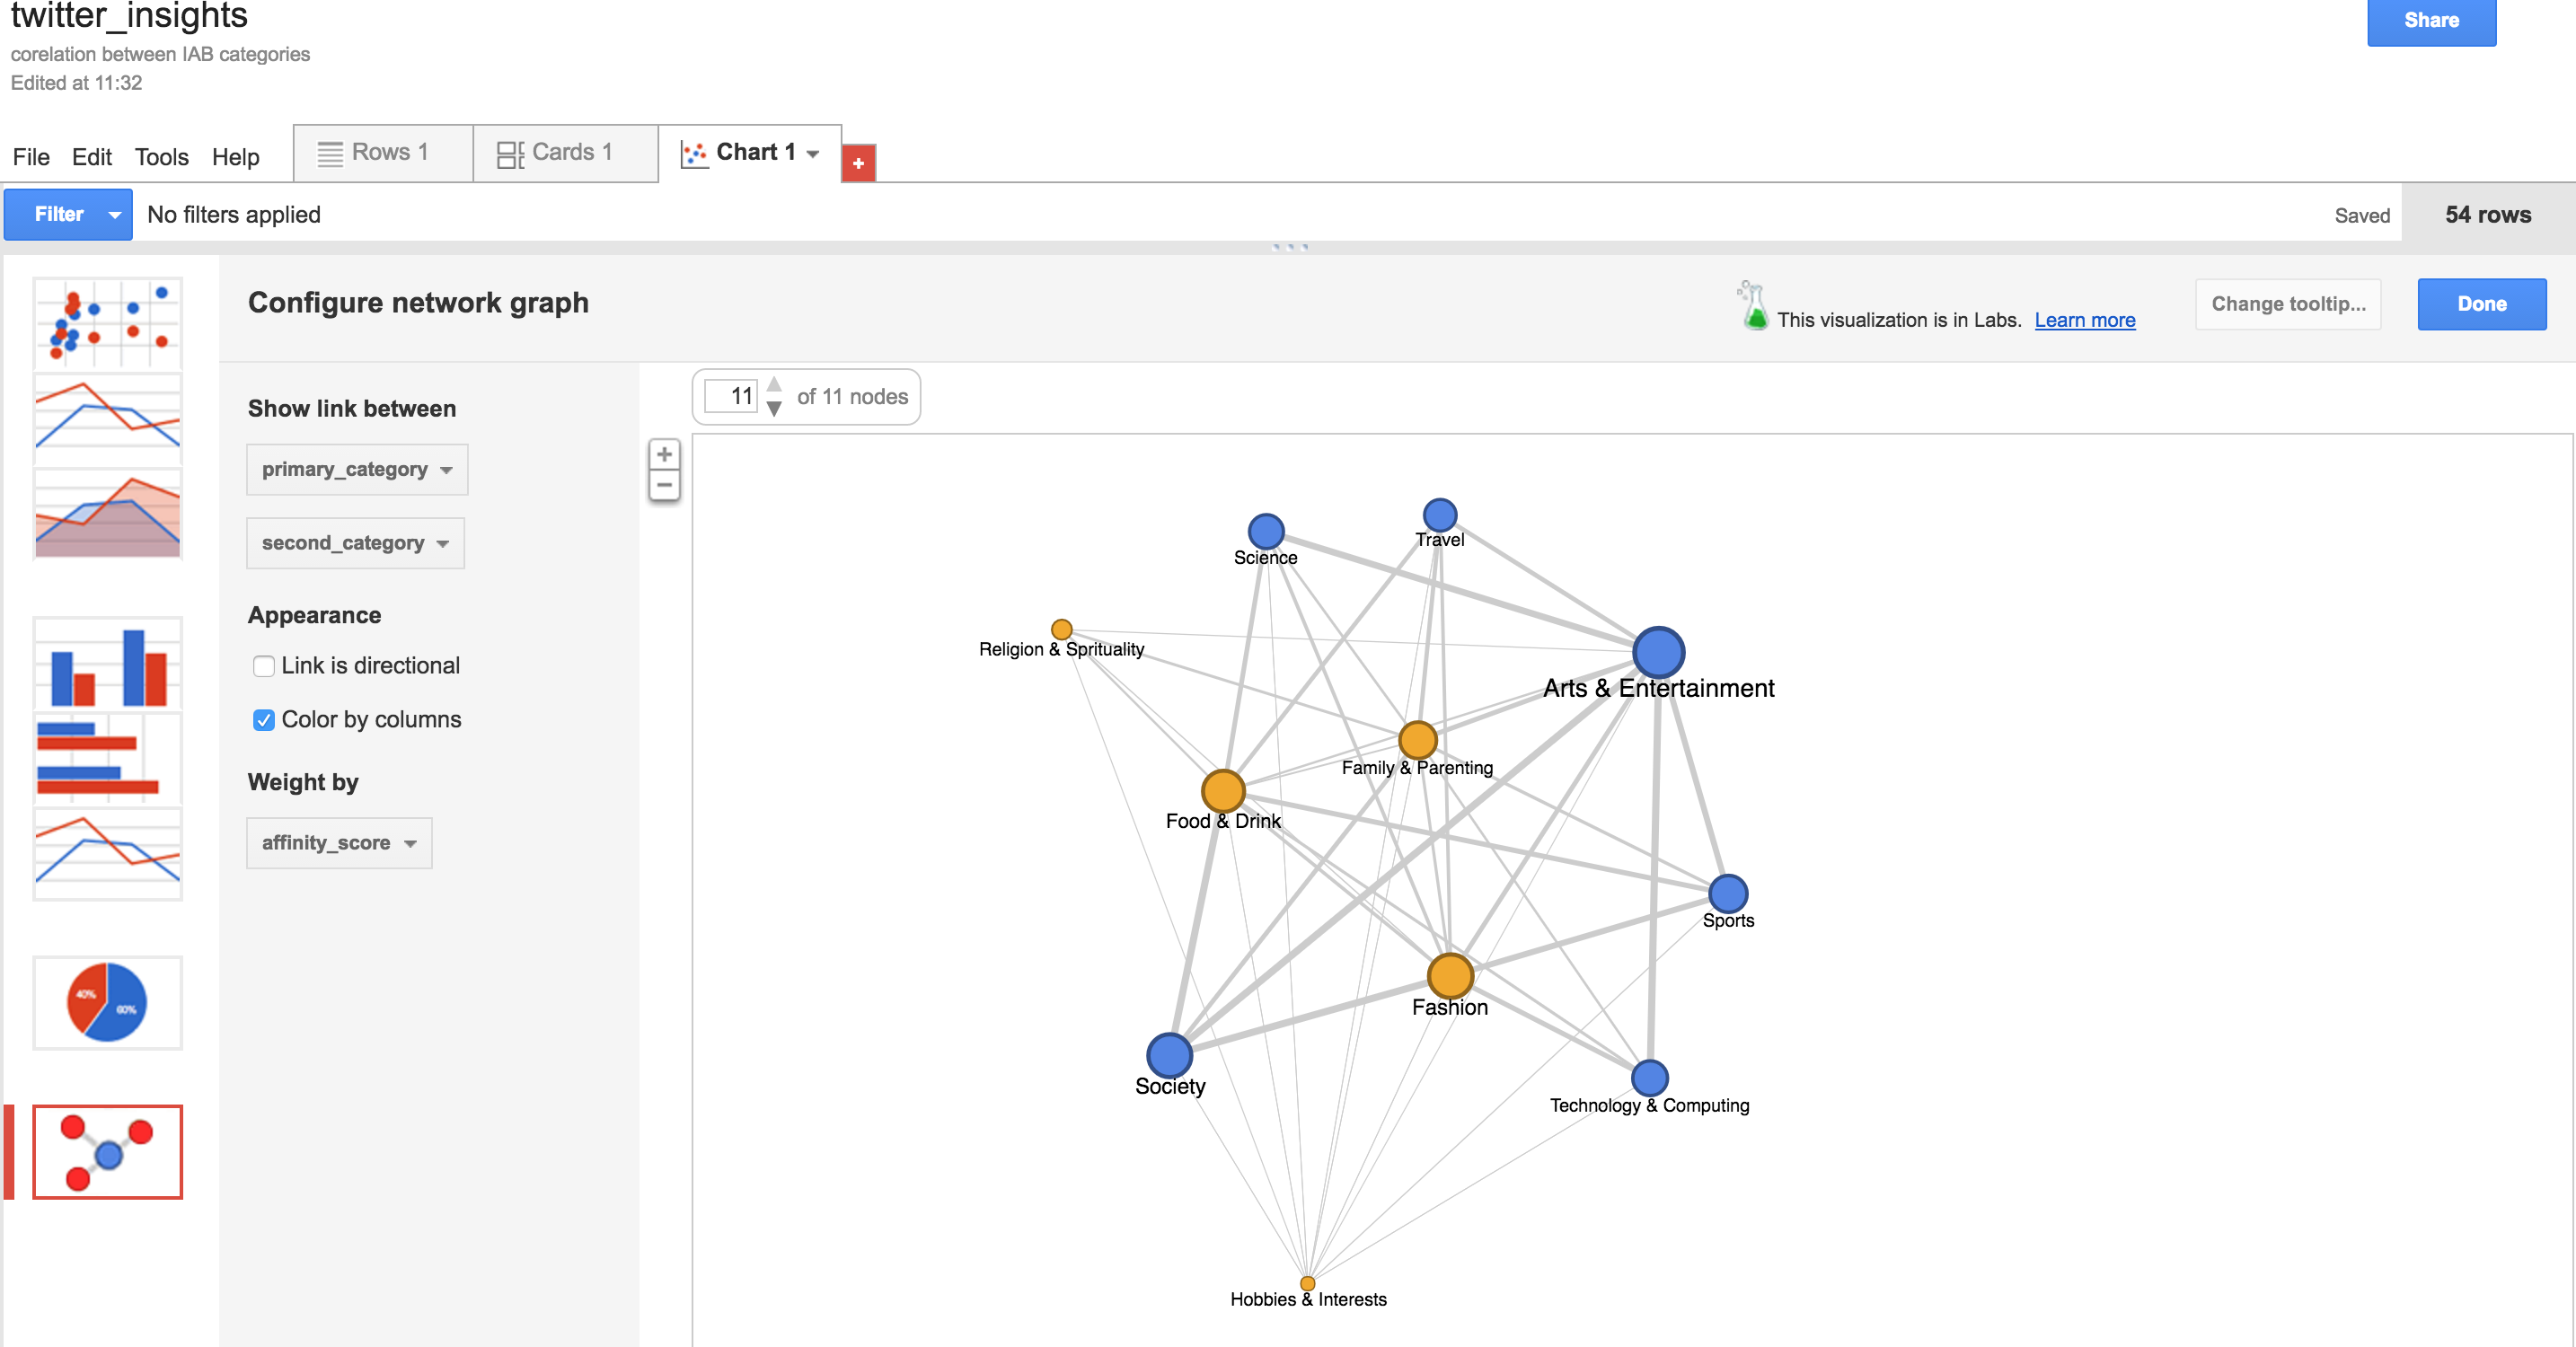 twitter_insights
corelation between IAB categories
Edited at 11:32
Share
File Edit Tools Help Rows 1 Cards 1 Chart 1 +
Filter No filters applied Saved 54 rows
Configure network graph
This visualization is in Labs. Learn more Change tooltip... Done
11 of 11 nodes
Show link between
primary_category
second_category
Appearance
Link is directional
Color by columns
Weight by
affinity_score
40%
60%
+
−
Travel
Science
Religion & Sprituality
Arts & Entertainment
Family & Parenting
Food & Drink
Sports
Fashion
Society
Technology & Computing
Hobbies & Interests